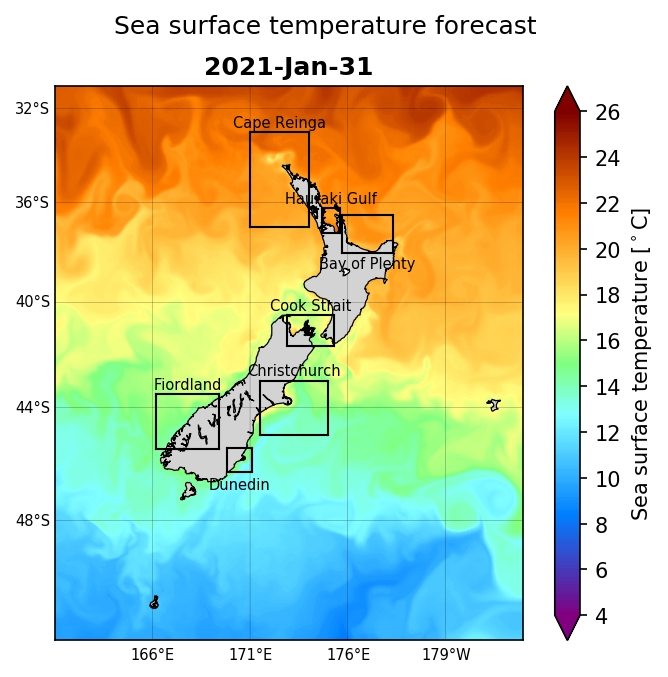 Sea surface temperature forecast
2021-Jan-31
32°S
36°S
40°S
44°S
48°S
Cape Reinga
Hauraki Gulf
Bay of Plenty
Cook Strait
Christchurch
Fiordland
Dunedin
166°E
171°E
176°E
179°W
26
24
22
20
18
16
14
12
10
8
6
4
Sea surface temperature [°C]